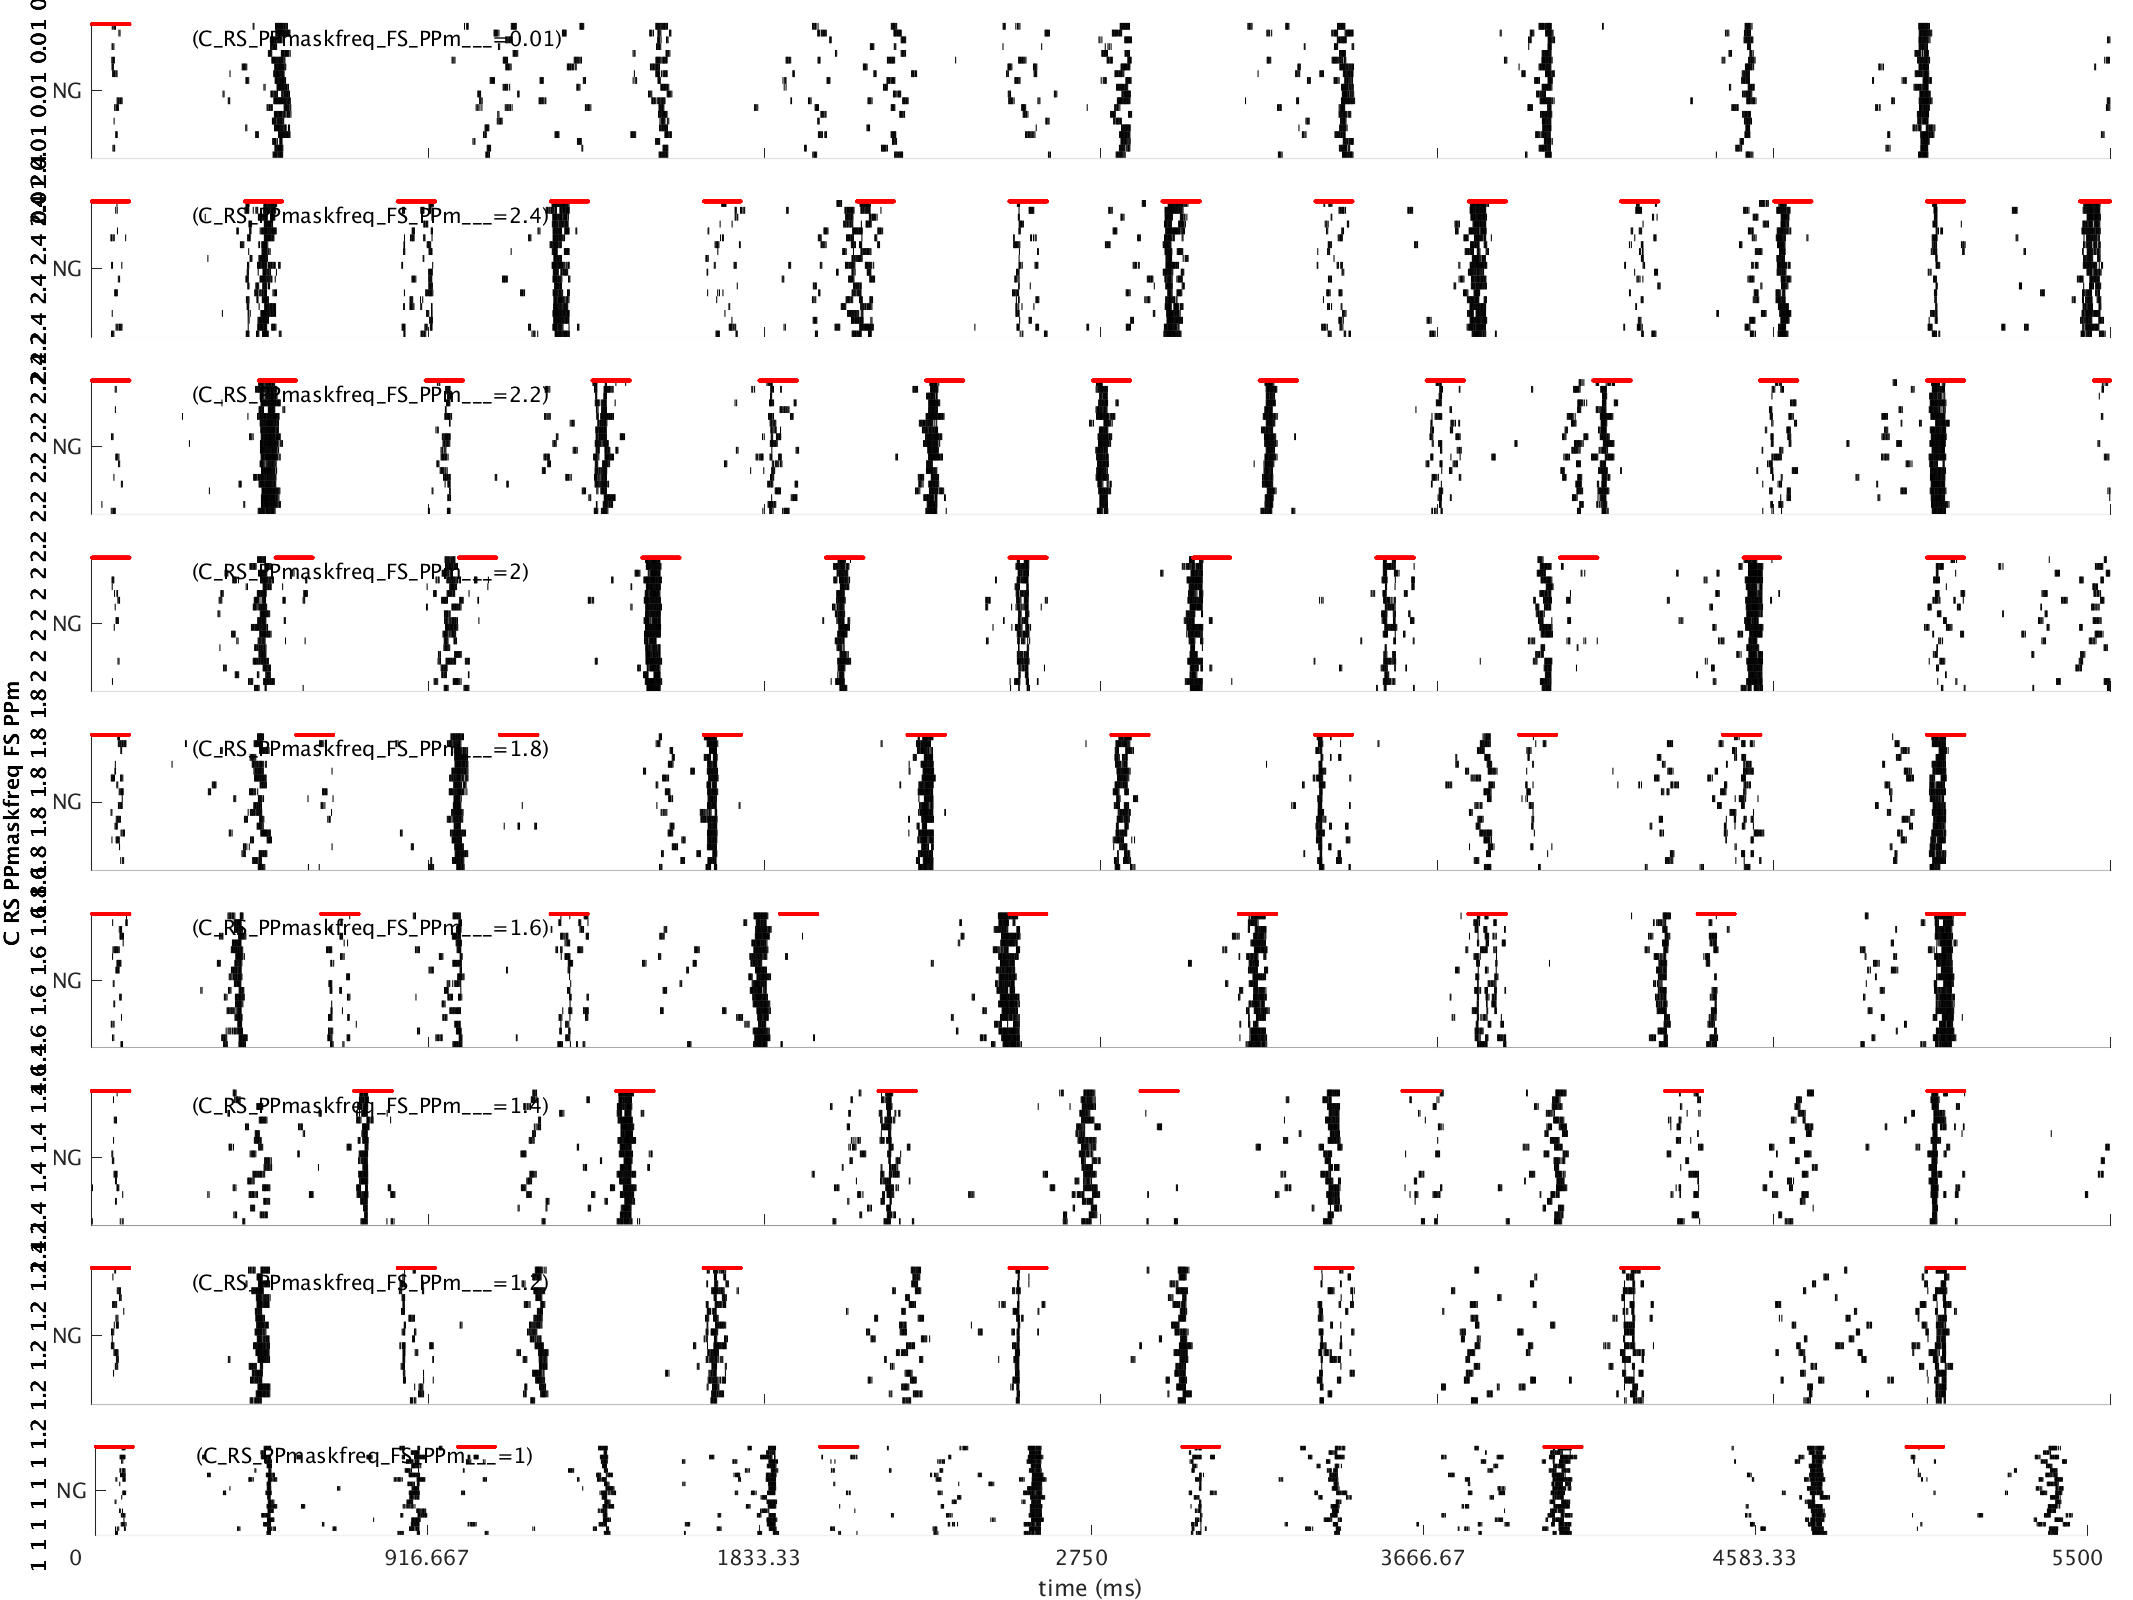 (C_RS_PPmaskfreq_FS_PPm___=0.01)
NG
(C_RS_PPmaskfreq_FS_PPm___=2.4)
NG
(C_RS_PPmaskfreq_FS_PPm___=2.2)
NG
(C_RS_PPmaskfreq_FS_PPm___=2)
NG
C RS PPmaskfreq FS PPm
(C_RS_PPmaskfreq_FS_PPm___=1.8)
NG
(C_RS_PPmaskfreq_FS_PPm___=1.6)
NG
(C_RS_PPmaskfreq_FS_PPm___=1.4)
NG
(C_RS_PPmaskfreq_FS_PPm___=1.2)
NG
(C_RS_PPmaskfreq_FS_PPm___=1)
NG
0 916.667 1833.33 2750 3666.67 4583.33 5500
time (ms)